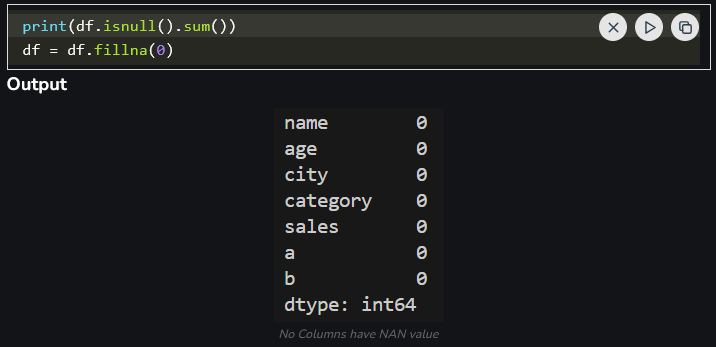 print(df.isnull().sum())
df = df.fillna(0)
Output
name 0
age 0
city 0
category 0
sales 0
a 0
b 0
dtype: int64
No Columns have NAN value